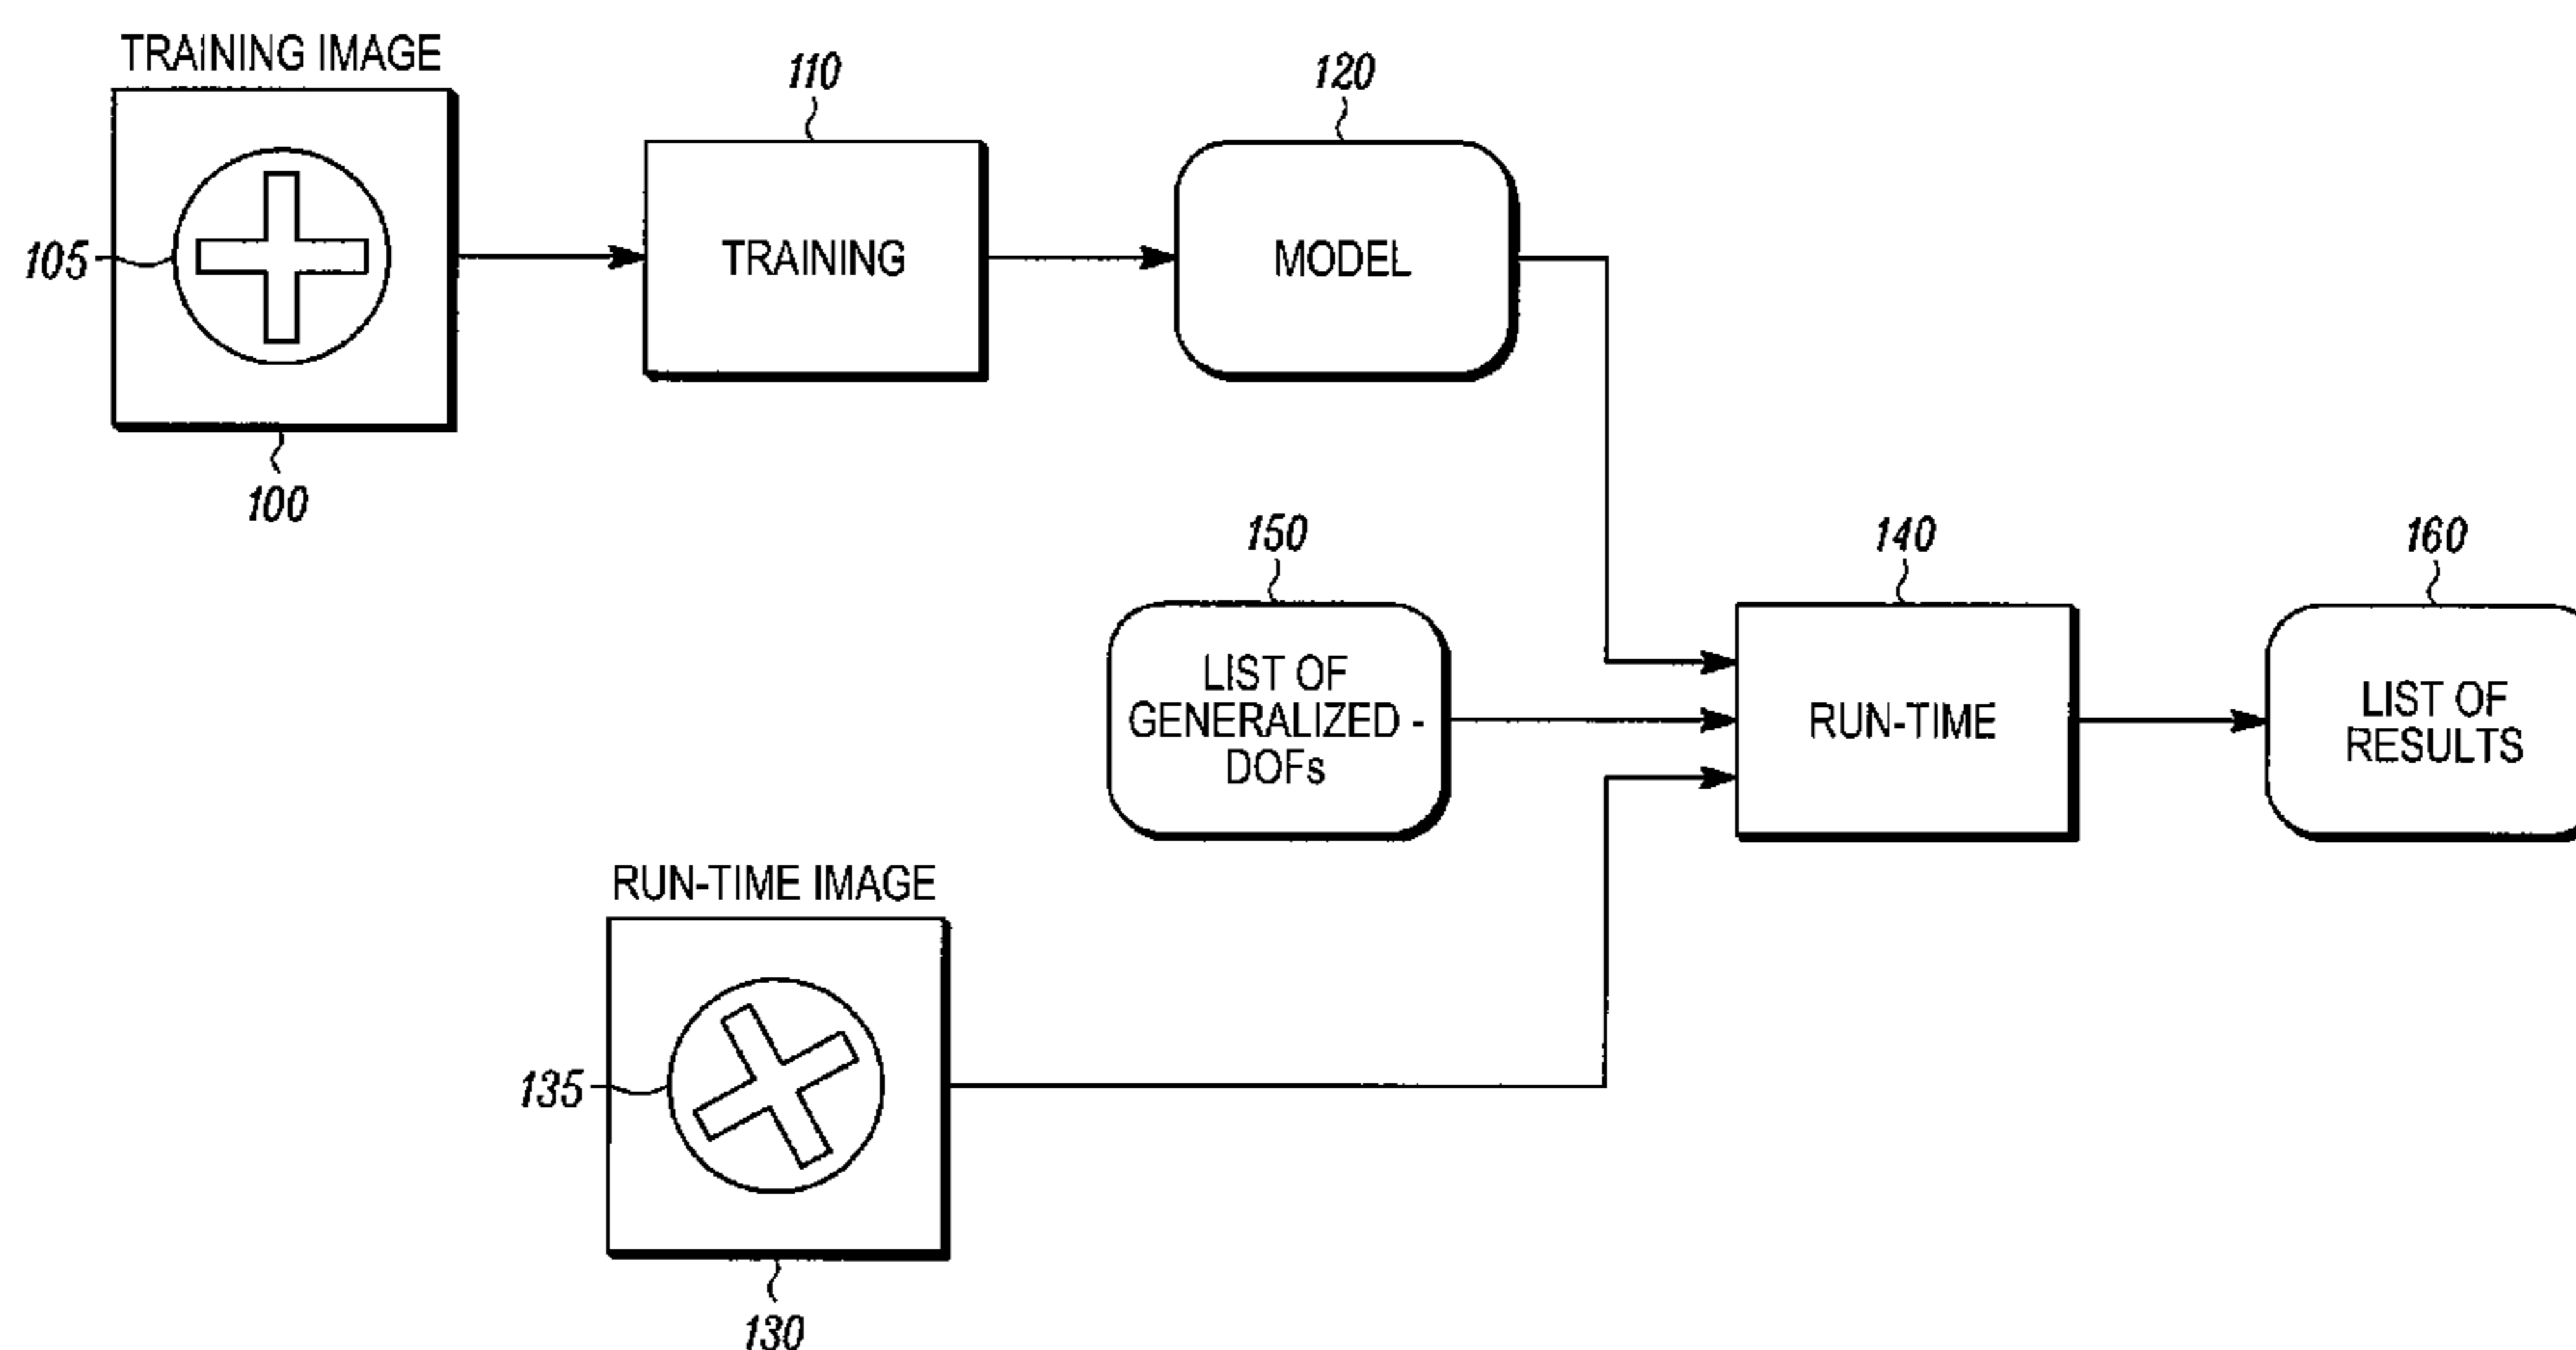 TRAINING IMAGE
110
120
105
TRAINING
MODEL
100
150
140
160
LIST OF
GENERALIZED -
DOFs
RUN-TIME
LIST OF
RESULTS
RUN-TIME IMAGE
135
130